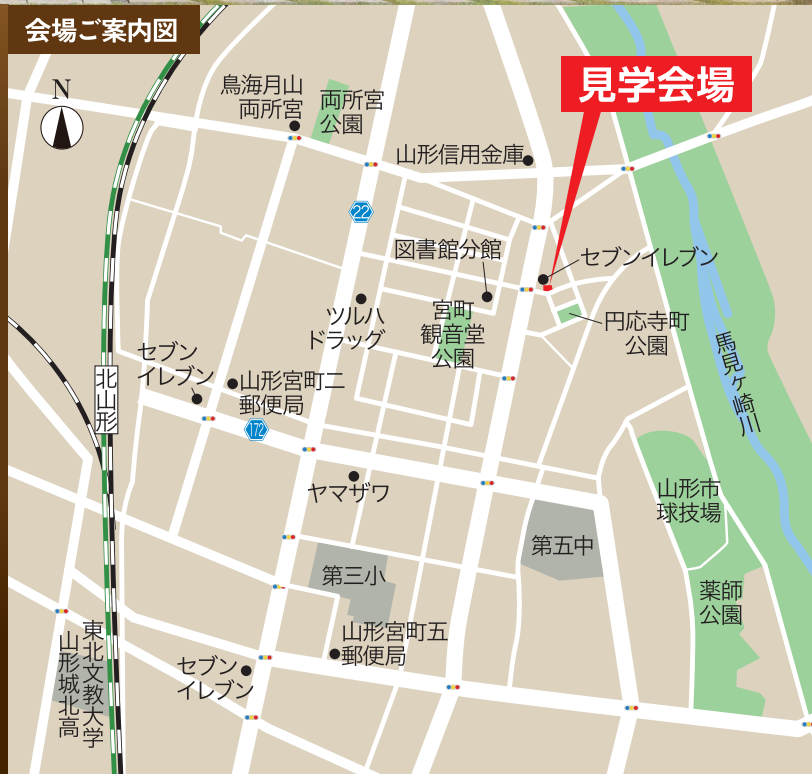 会場ご案内図
見学会場
N
鳥海月山
両所宮
両所宮
公園
山形信用金庫
22
図書館分館
セブンイレブン
ツルハ
ドラッグ
宮町
観音堂
公園
円応寺町
公園
馬見ヶ崎川
セブン
イレブン
北山形
山形宮町二
郵便局
172
ヤマザワ
山形市
球技場
第五中
第三小
薬師
公園
山形宮町五
郵便局
東北文教大学
山形城北高
セブン
イレブン